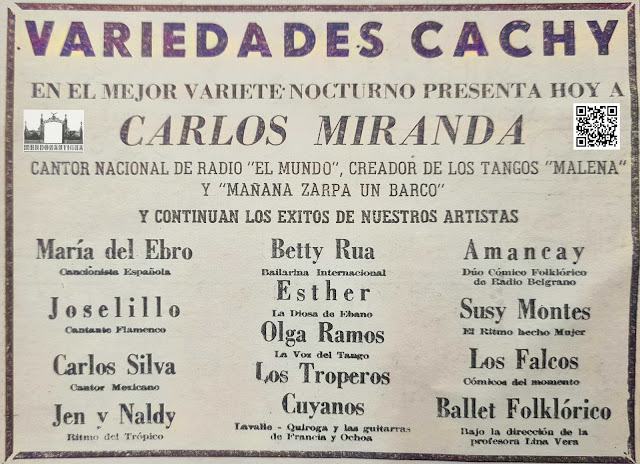 VARIEDADES CACHY
EN EL MEJOR VARIETE NOCTURNO PRESENTA HOY A
MENDOZANTIGUA
CARLOS MIRANDA
CANTOR NACIONAL DE RADIO "EL MUNDO", CREADOR DE LOS TANGOS "MALENA"
Y "MAÑANA ZARPA UN BARCO"
Y CONTINUAN LOS EXITOS DE NUESTROS ARTISTAS
María del Ebro
Cancionista Española
Joselillo
Cantante Flamenco
Carlos Silva
Cantor Mexicano
Jen y Naldy
Ritmo del Trópico
Betty Rua
Bailarina Internacional
Esther
La Diosa de Ebano
Olga Ramos
La Voz del Tango
Los Troperos
Cuyanos
Lavalle - Quiroga y las guitarras
de Francia y Ochoa
Amancay
Dúo Cómico Folklórico
de Radio Belgrano
Susy Montes
El Ritmo hecho Mujer
Los Falcos
Cómicos del momento
Ballet Folklórico
Bajo la dirección de la
profesora Lina Vera